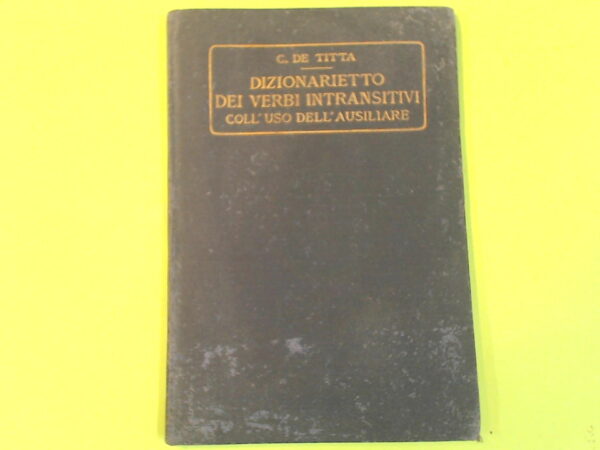 C. DE TITTA
DIZIONARIETTO
DEI VERBI INTRANSITIVI
COLL'USO DELL'AUSILIARE